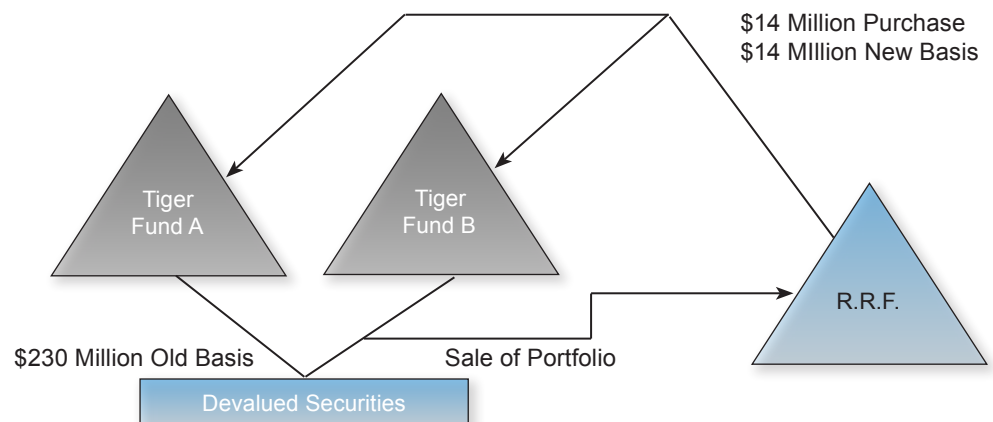 $14 Million Purchase
$14 MIllion New Basis
Tiger
Fund A
Tiger
Fund B
R.R.F.
$230 Million Old Basis
Sale of Portfolio
Devalued Securities